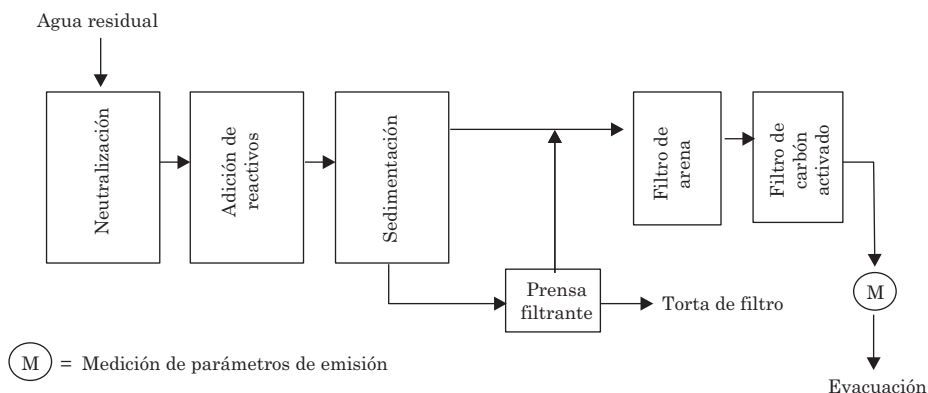 Agua residual
Neutralización
Adición de
reactivos
Sedimentación
Filtro de
arena
Filtro de
carbón
activado
Prensa
filtrante
Torta de filtro
M
M = Medición de parámetros de emisión
Evacuación